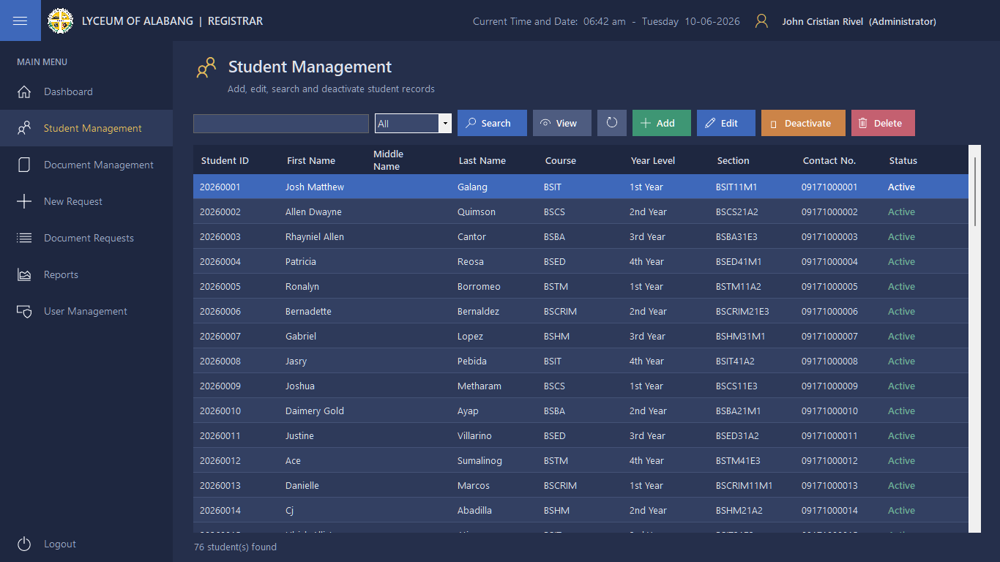 LYCEUM OF ALABANG | REGISTRAR
Current Time and Date: 06:42 am - Tuesday 10-06-2026
John Cristian Rivel (Administrator)
MAIN MENU
Dashboard
Student Management
Document Management
New Request
Document Requests
Reports
User Management
Logout
Student Management
Add, edit, search and deactivate student records
All
Search
View
Add
Edit
Deactivate
Delete
Student ID First Name Middle Name Last Name Course Year Level Section Contact No. Status
20260001 Josh Matthew Galang BSIT 1st Year BSIT11M1 09171000001 Active
20260002 Allen Dwayne Quimson BSCS 2nd Year BSCS21A2 09171000002 Active
20260003 Rhayniel Allen Cantor BSBA 3rd Year BSBA31E3 09171000003 Active
20260004 Patricia Reosa BSED 4th Year BSED41M1 09171000004 Active
20260005 Ronalyn Borromeo BSTM 1st Year BSTM11A2 09171000005 Active
20260006 Bernadette Bernaldez BSCRIM 2nd Year BSCRIM21E3 09171000006 Active
20260007 Gabriel Lopez BSHM 3rd Year BSHM31M1 09171000007 Active
20260008 Jasry Pebida BSIT 4th Year BSIT41A2 09171000008 Active
20260009 Joshua Metharam BSCS 1st Year BSCS11E3 09171000009 Active
20260010 Daimery Gold Ayap BSBA 2nd Year BSBA21M1 09171000010 Active
20260011 Justine Villarino BSED 3rd Year BSED31A2 09171000011 Active
20260012 Ace Sumalinog BSTM 4th Year BSTM41E3 09171000012 Active
20260013 Danielle Marcos BSCRIM 1st Year BSCRIM11M1 09171000013 Active
20260014 Cj Abadilla BSHM 2nd Year BSHM21A2 09171000014 Active
76 student(s) found